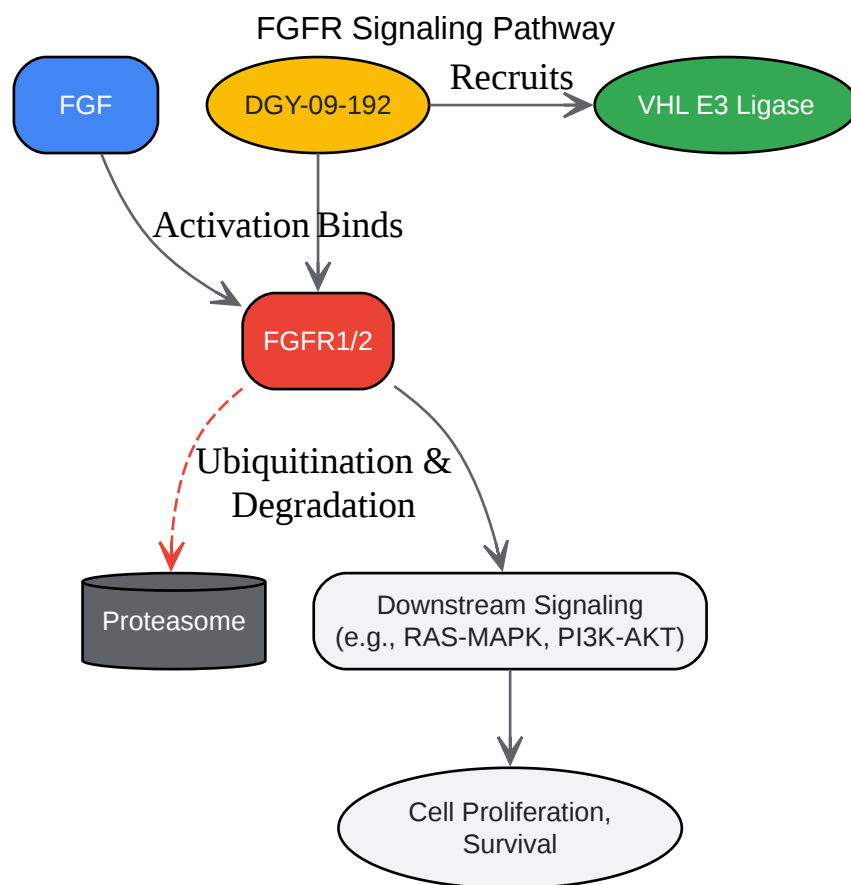 FGFR Signaling Pathway
FGF
DGY-09-192
Recruits
VHL E3 Ligase
Activation
Binds
FGFR1/2
Ubiquitination &
Degradation
Proteasome
Downstream Signaling
(e.g., RAS-MAPK, PI3K-AKT)
Cell Proliferation,
Survival